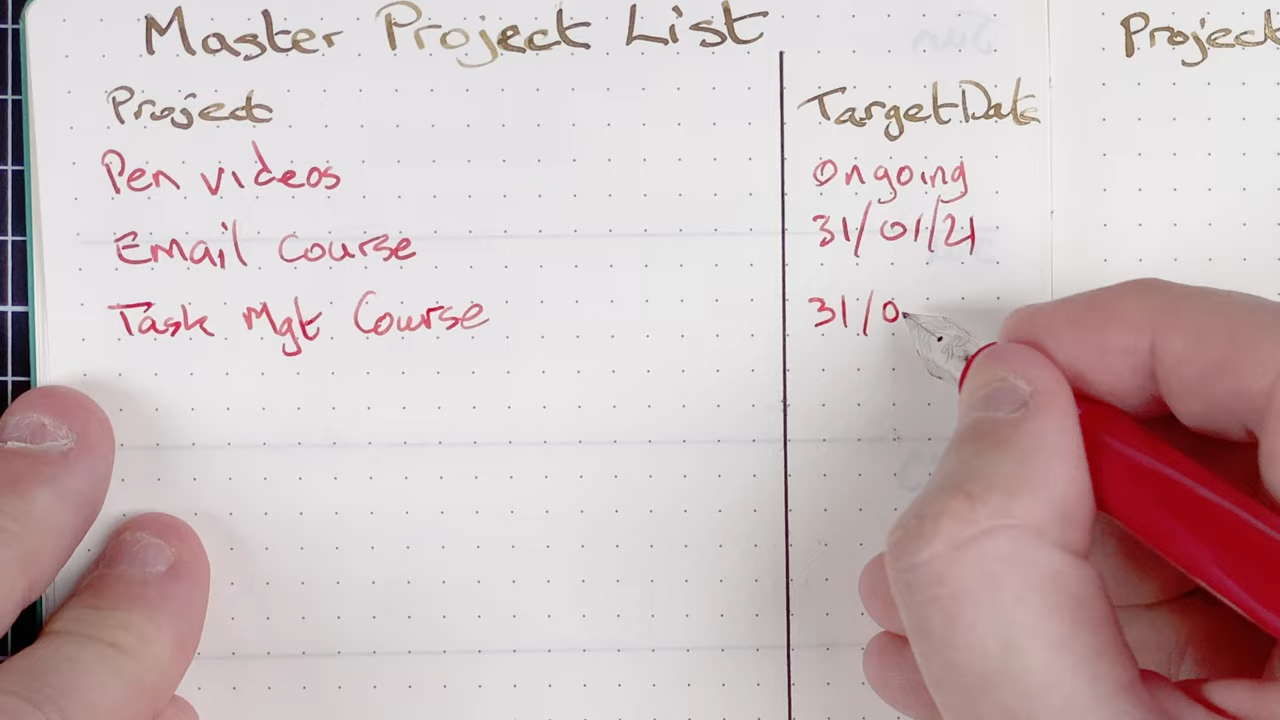 Master Project List
Project Target Date
Pen videos Ongoing
Email Course 31/01/21
Task Mgt Course 31/0
Project